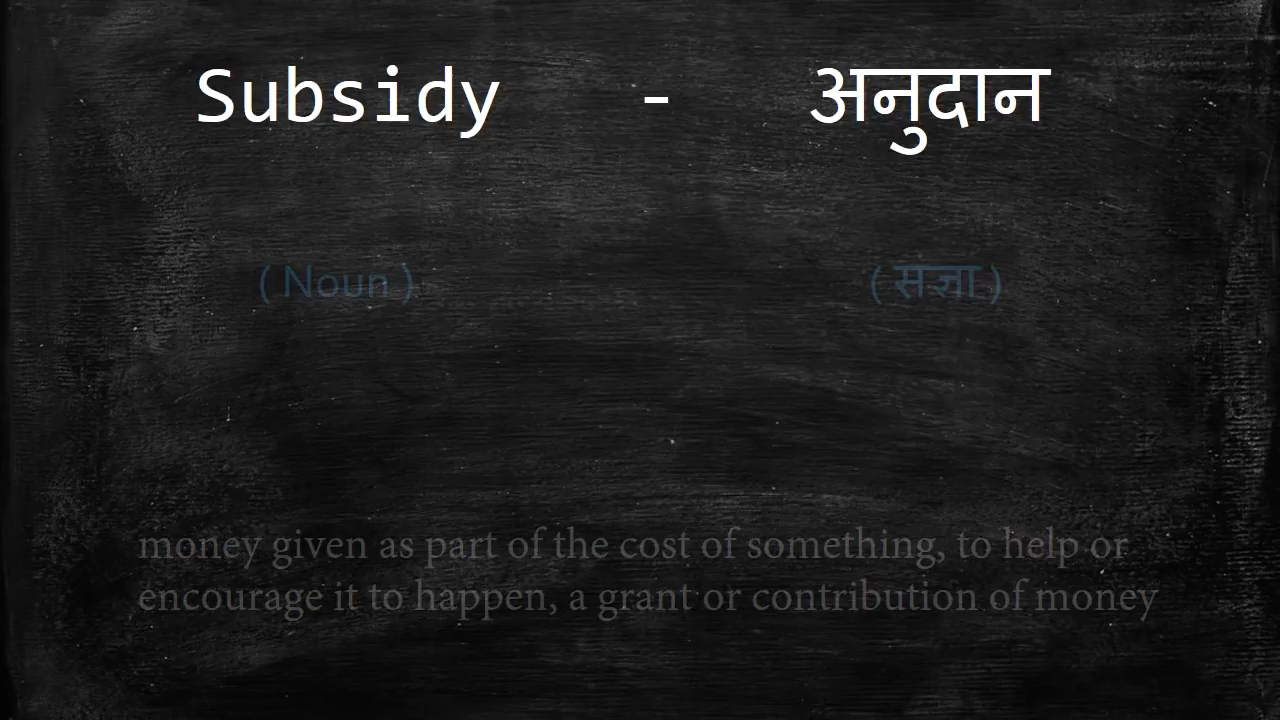 Subsidy - अनुदान
( Noun ) ( सज्ञा )
money given as part of the cost of something, to help or
encourage it to happen, a grant or contribution of money